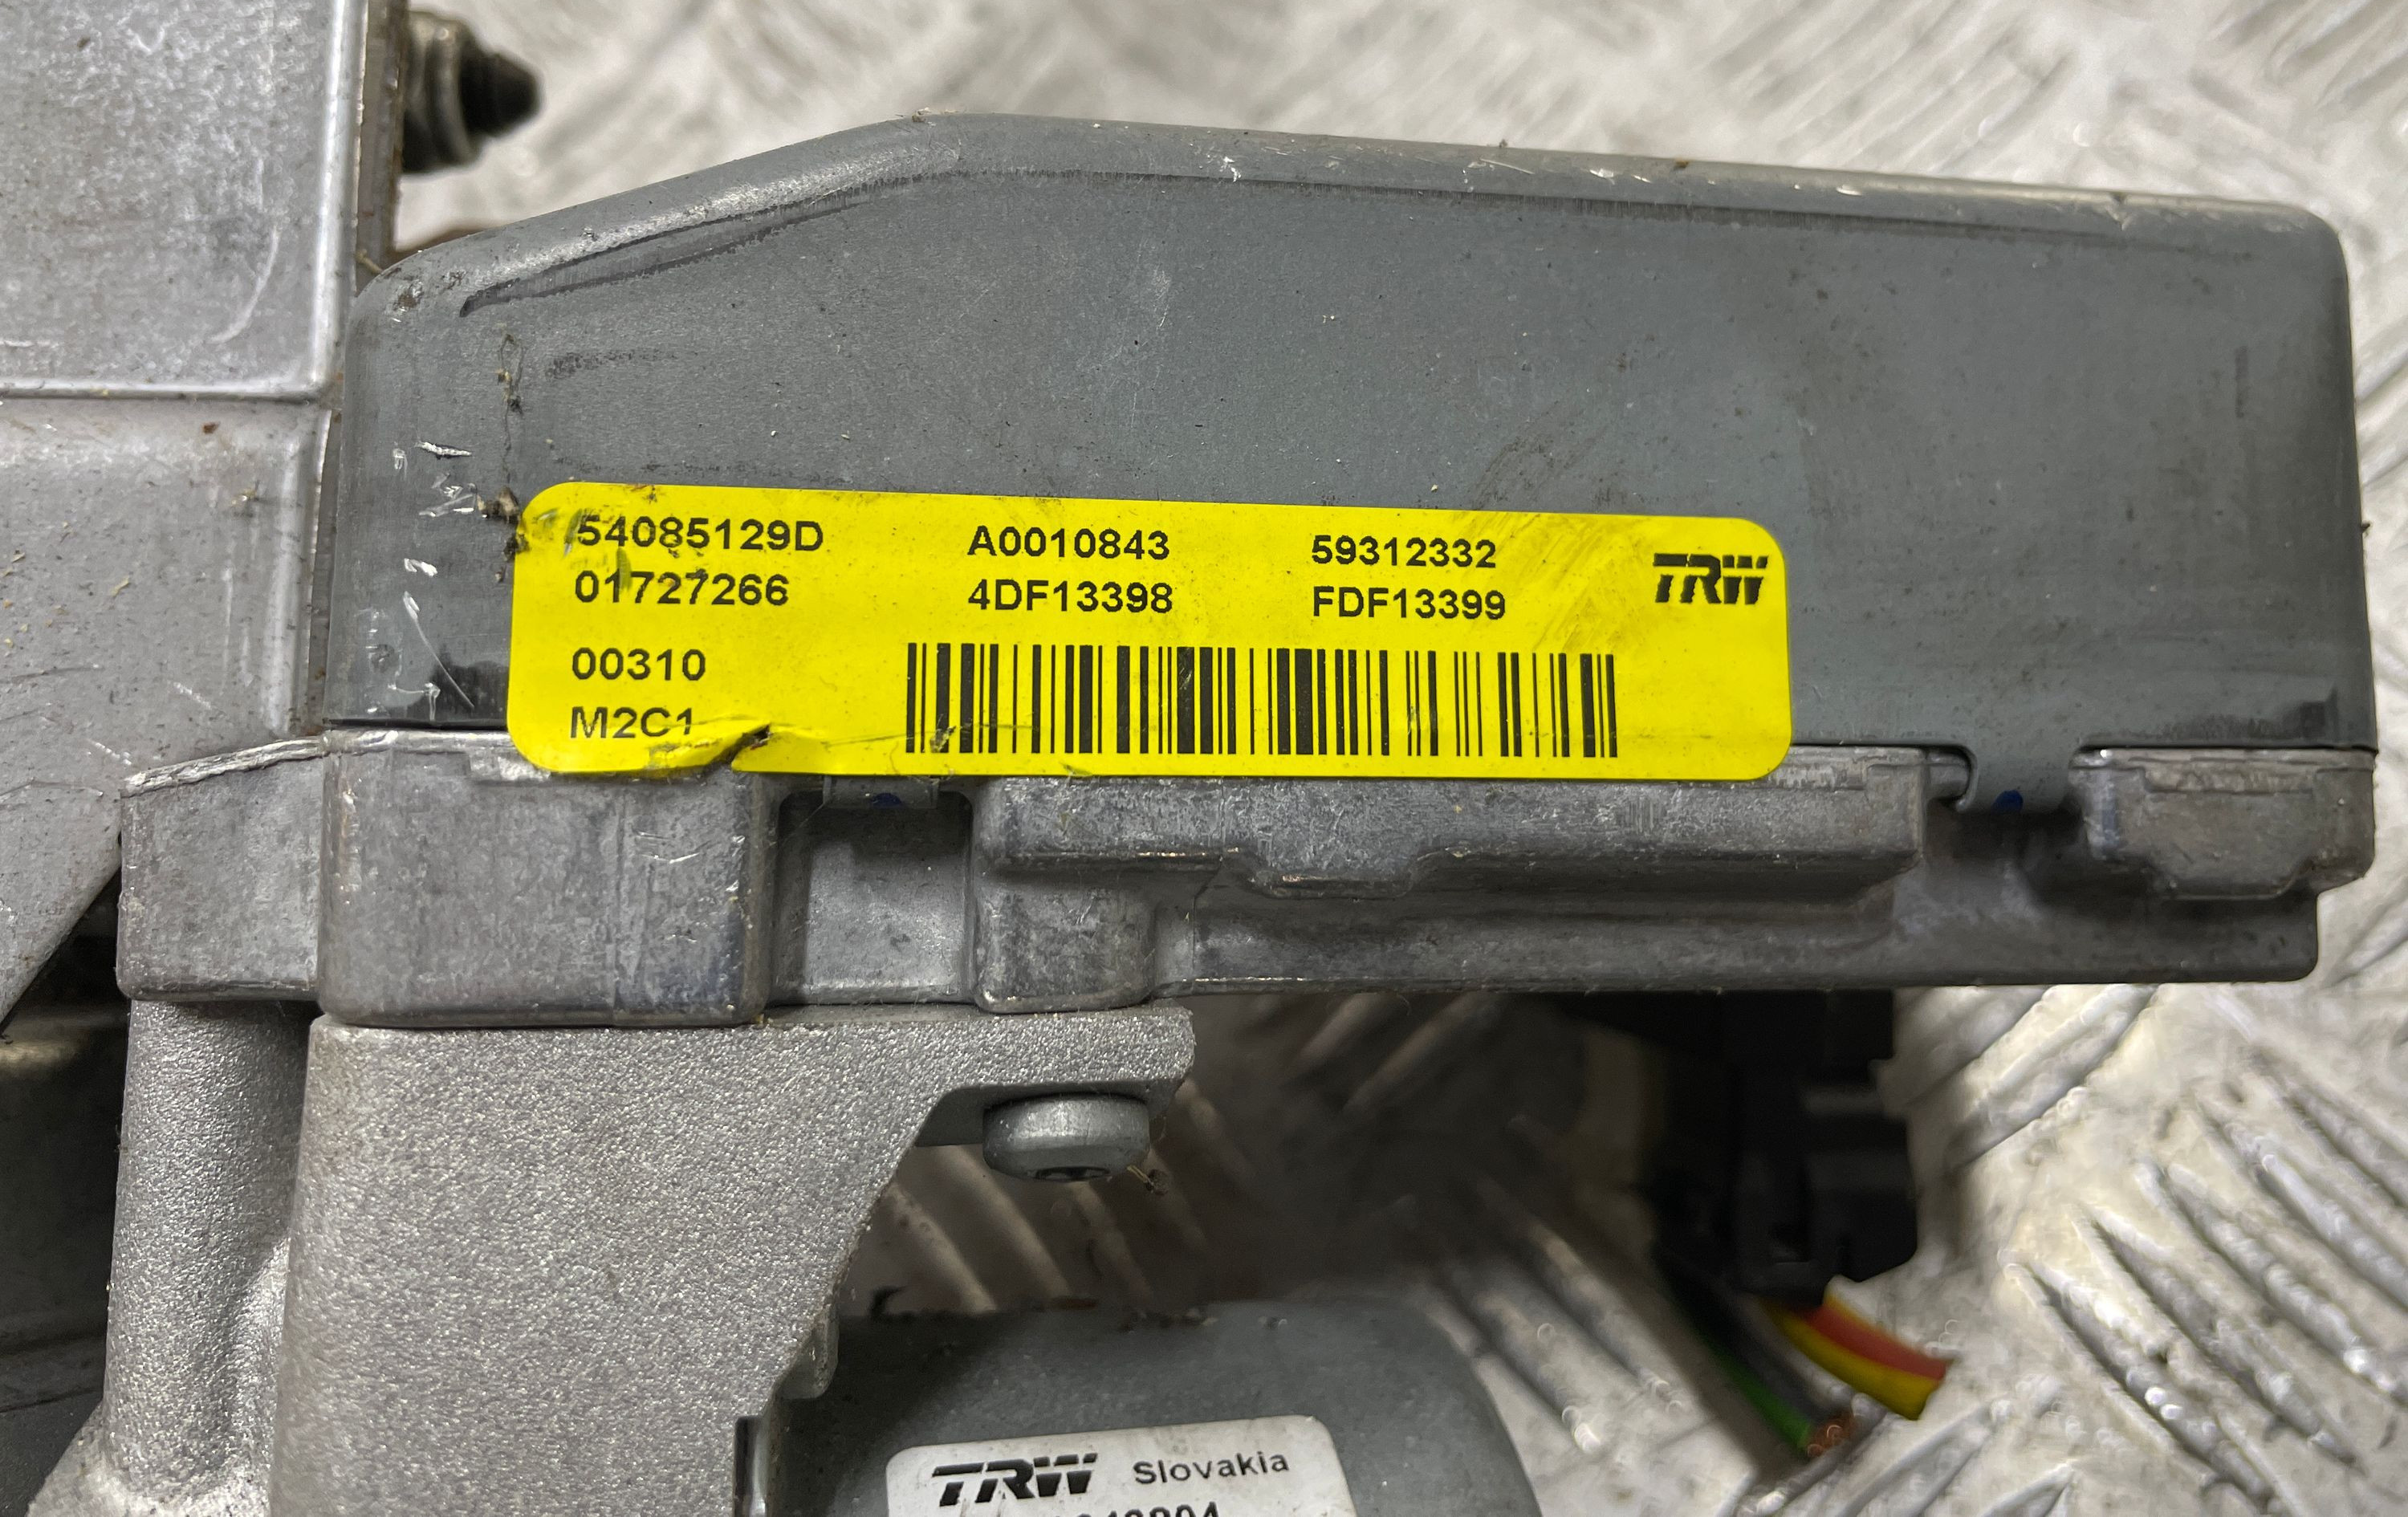 54085129D A0010843 59312332 TRW
01727266 4DF13398 FDF13399
00310
M2C1
TRW Slovakia